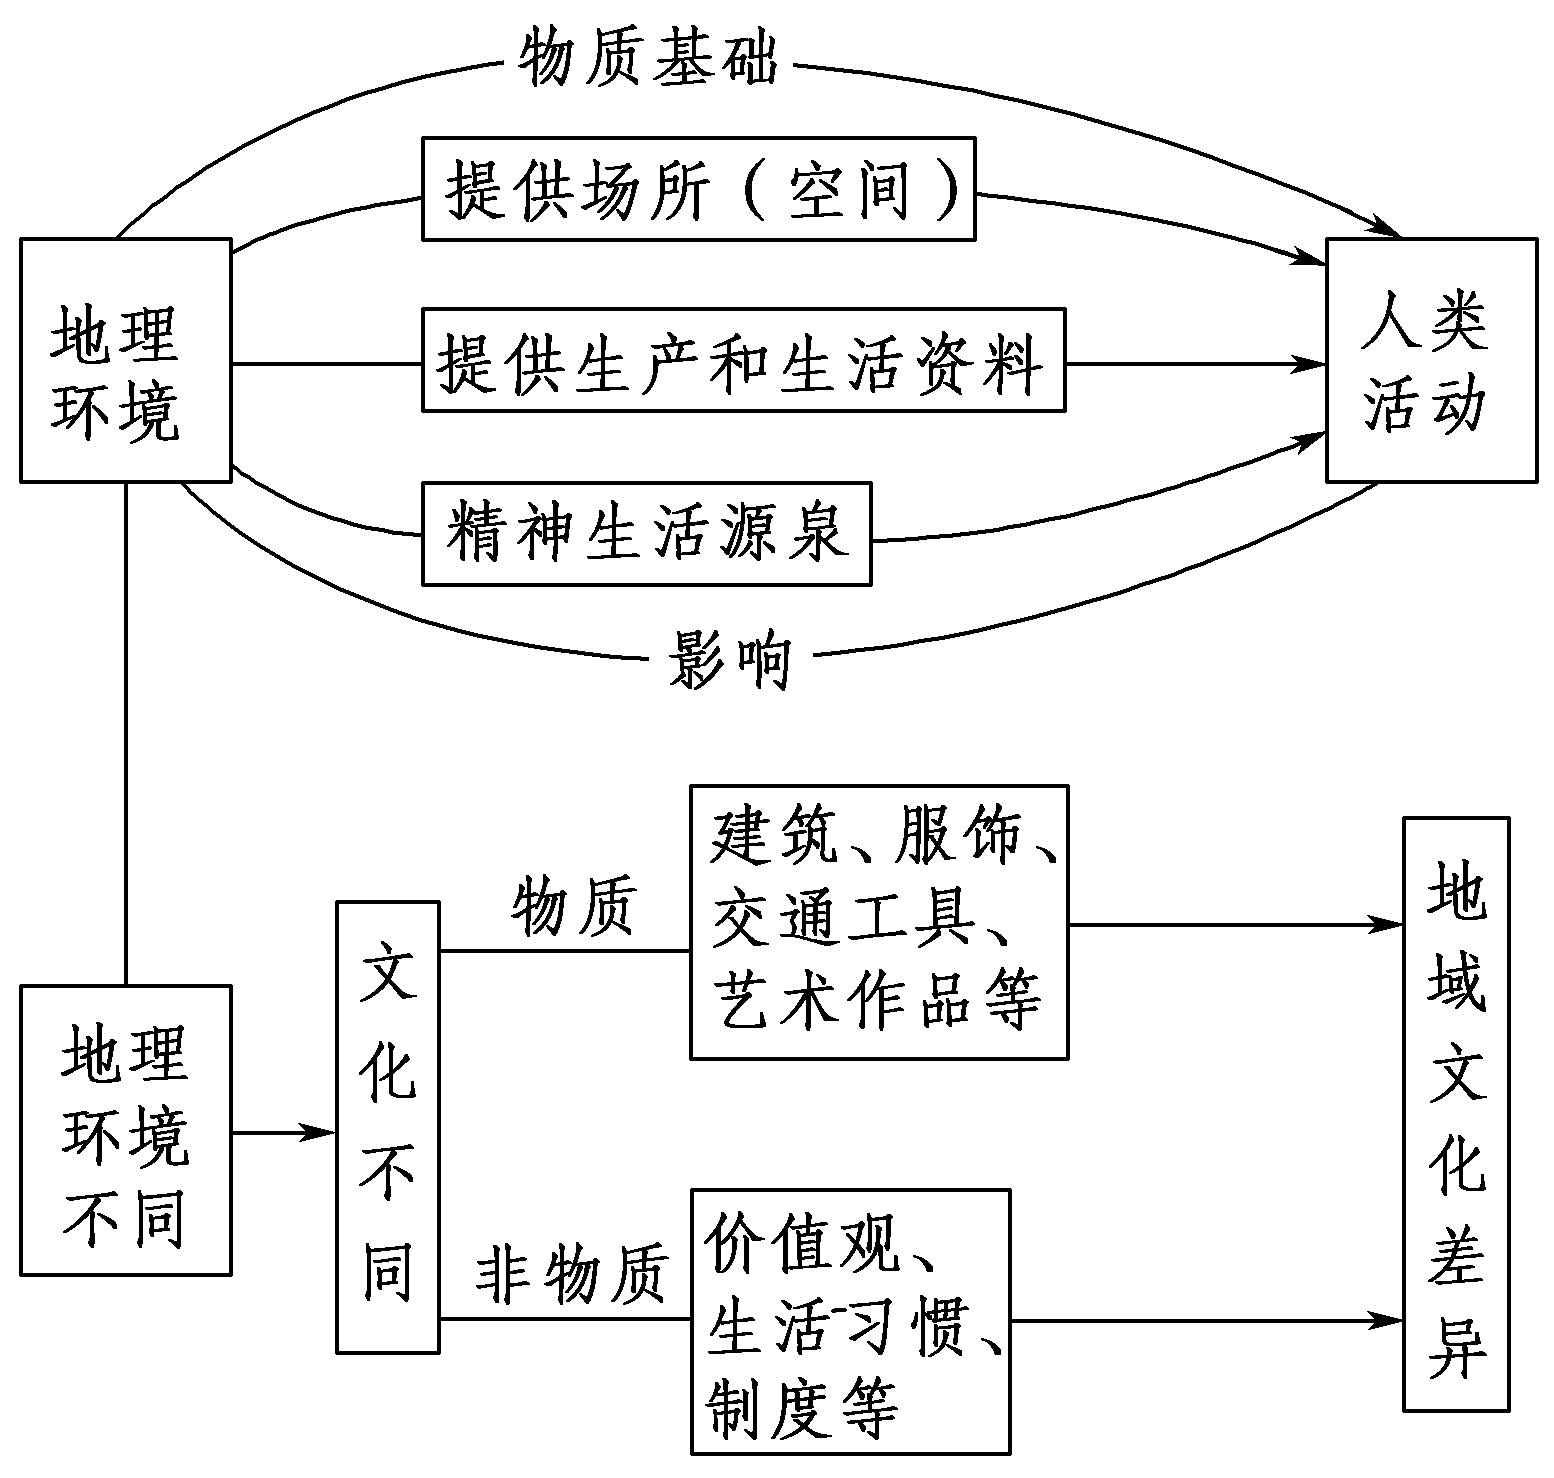 物质基础
提供场所（空间）
地理
环境
提供生产和生活资料
人类
活动
精神生活源泉
影响
地理
环境
不同
文化不同
物质
建筑、服饰、
交通工具、
艺术作品等
非物质
价值观、
生活习惯、
制度等
地域文化差异